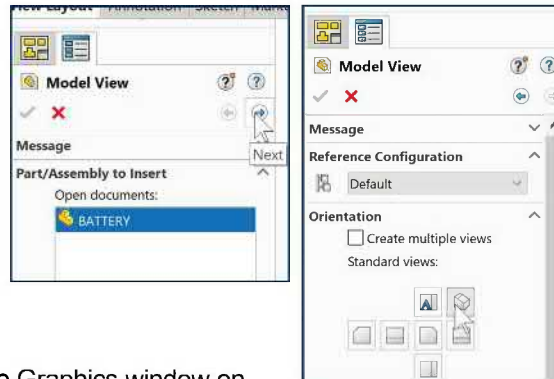 View Layout Annotation Sketch Markup
Model View
Next
Message
Part/Assembly to Insert
Open documents:
BATTERY
Model View
Message
Reference Configuration
Default
Orientation
Create multiple views
Standard views:
A
Graphics window on